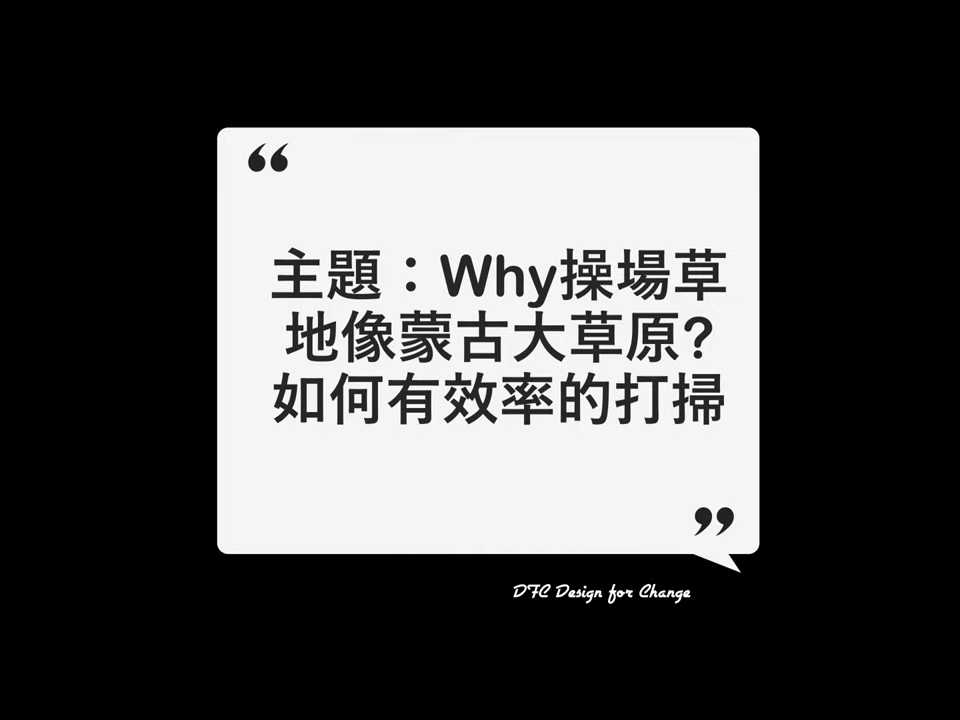 “
主題：Why操場草
地像蒙古大草原?
如何有效率的打掃
”
DFC Design for Change